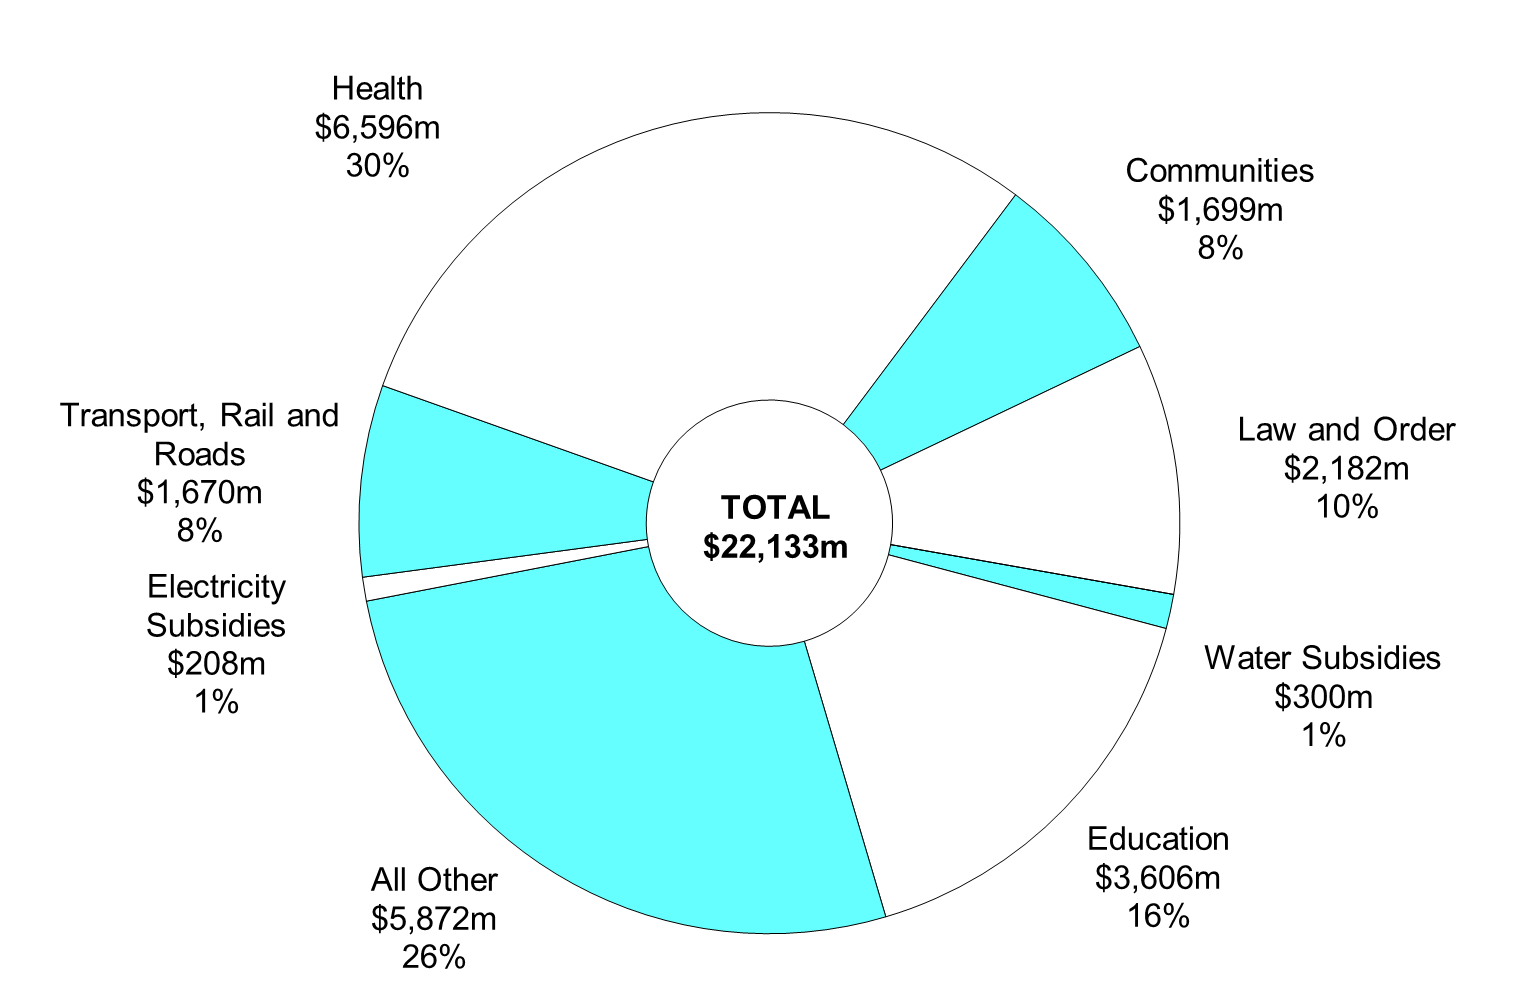 Health
$6,596m
30%
Communities
$1,699m
8%
Transport, Rail and
Roads
$1,670m
8%
Law and Order
$2,182m
10%
TOTAL
$22,133m
Electricity
Subsidies
$208m
1%
Water Subsidies
$300m
1%
Education
$3,606m
16%
All Other
$5,872m
26%